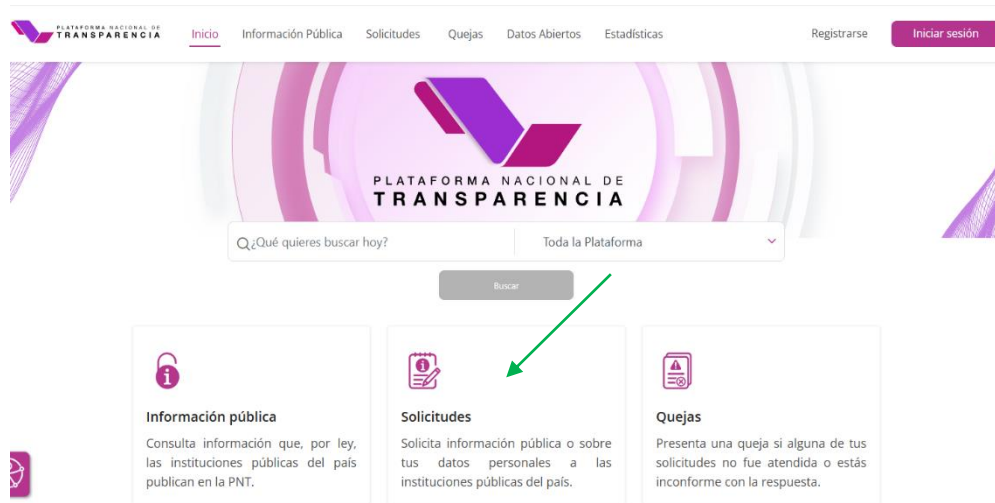 PLATAFORMA NACIONAL DE
TRANSPARENCIA
Inicio Información Pública Solicitudes Quejas Datos Abiertos Estadísticas Registrarse Iniciar sesión
PLATAFORMA NACIONAL DE
TRANSPARENCIA
¿Qué quieres buscar hoy? Toda la Plataforma
Buscar
Información pública
Consulta información que, por ley,
las instituciones públicas del país
publican en la PNT.
Solicitudes
Solicita información pública o sobre
tus datos personales a las
instituciones públicas del país.
Quejas
Presenta una queja si alguna de tus
solicitudes no fue atendida o estás
inconforme con la respuesta.